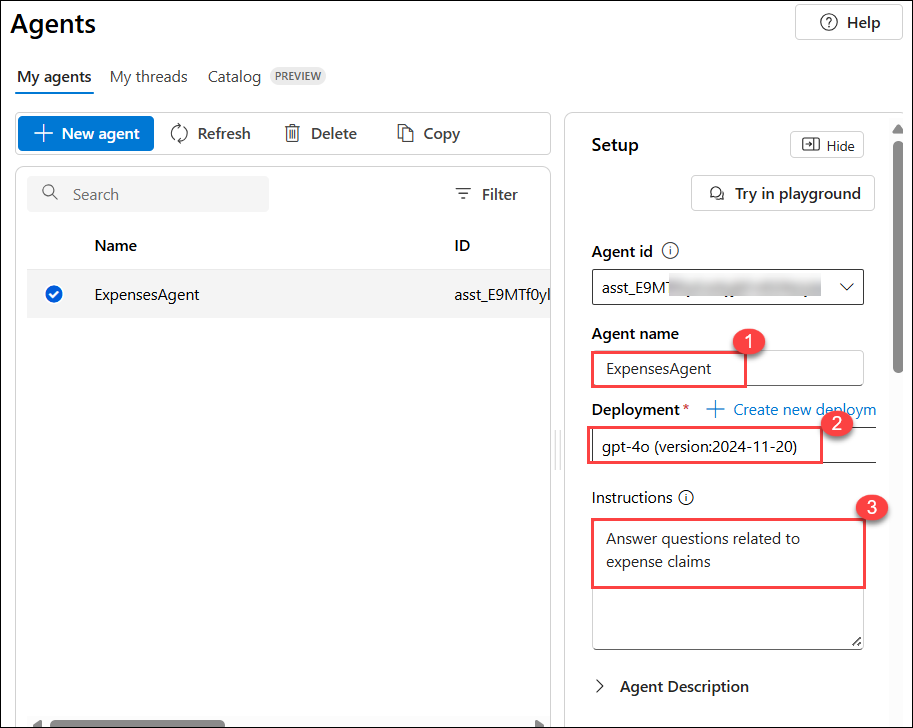 Agents
Help
My agents My threads Catalog PREVIEW
New agent Refresh Delete Copy
Search
Filter
Name ID
ExpensesAgent asst_E9MTf0yl
Setup
Hide
Try in playground
Agent id
asst_E9MT
Agent name
1
ExpensesAgent
Deployment* Create new deploym
2
gpt-4o (version:2024-11-20)
Instructions
3
Answer questions related to
expense claims
Agent Description